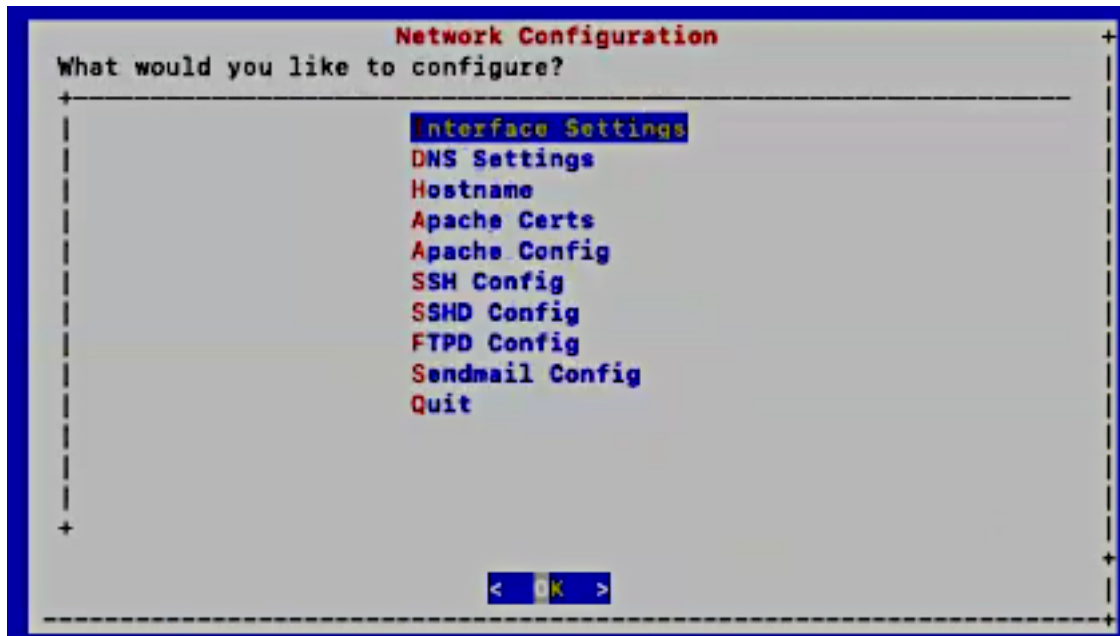 Network Configuration
What would you like to configure?
Interface Settings
DNS Settings
Hostname
Apache Certs
Apache Config
SSH Config
SSHD Config
FTPD Config
Sendmail Config
Quit
< OK >